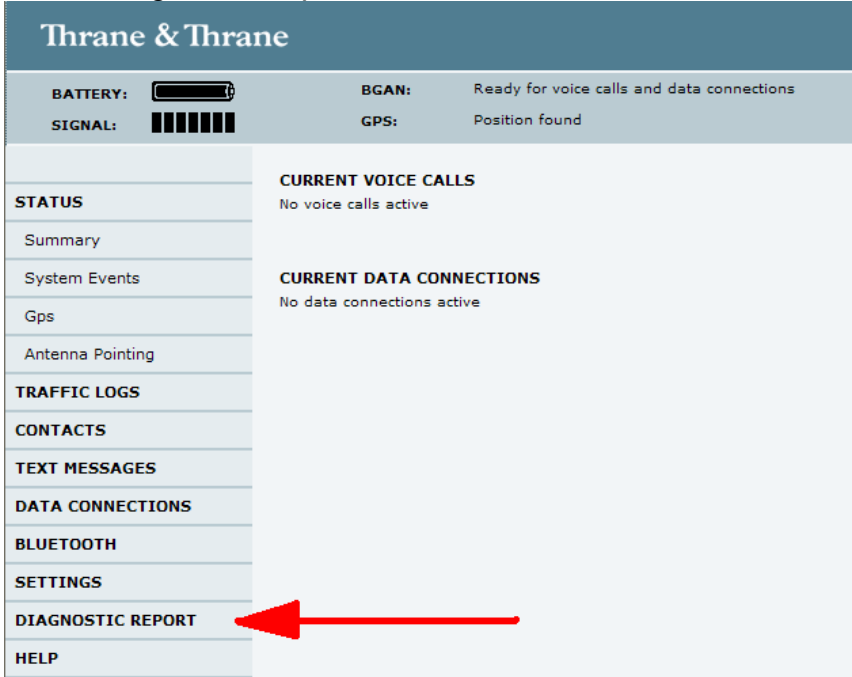 Thrane & Thrane
BATTERY:
BGAN: Ready for voice calls and data connections
SIGNAL:
GPS: Position found
CURRENT VOICE CALLS
No voice calls active
CURRENT DATA CONNECTIONS
No data connections active
STATUS
Summary
System Events
Gps
Antenna Pointing
TRAFFIC LOGS
CONTACTS
TEXT MESSAGES
DATA CONNECTIONS
BLUETOOTH
SETTINGS
DIAGNOSTIC REPORT
HELP